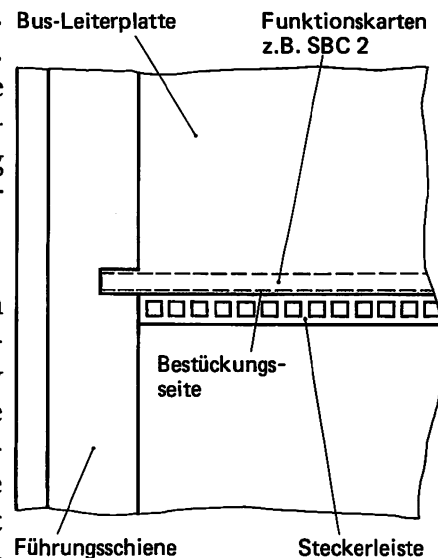 Bus-Leiterplatte
Funktionskarten
z.B. SBC 2
Bestückungs-
seite
Führungsschiene
Steckerleiste